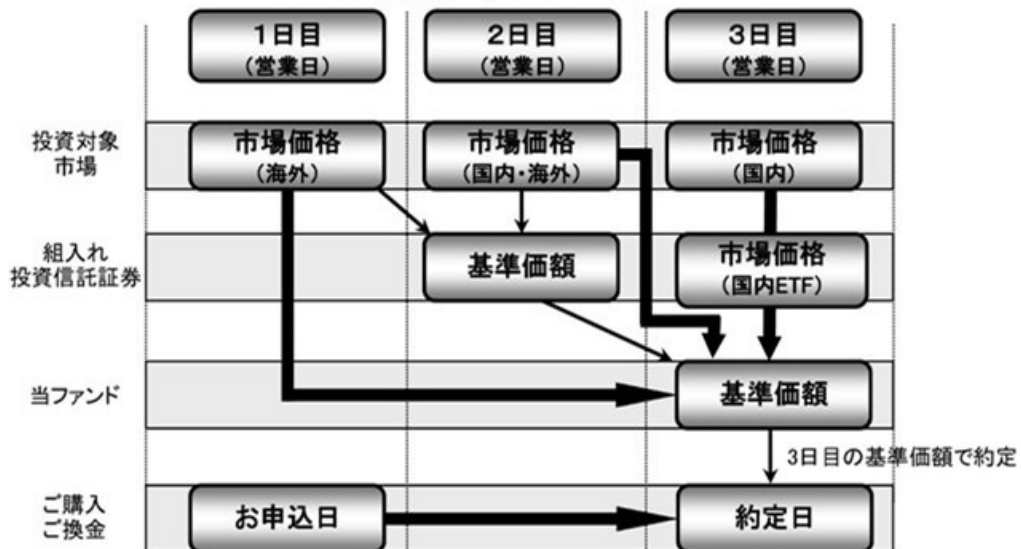 1日目
(営業日)
2日目
(営業日)
3日目
(営業日)
投資対象
市場
市場価格
(海外)
市場価格
(国内・海外)
市場価格
(国内)
組入れ
投資信託証券
基準価額
市場価格
(国内ETF)
当ファンド
基準価額
3日目の基準価額で約定
ご購入
ご換金
お申込日
約定日